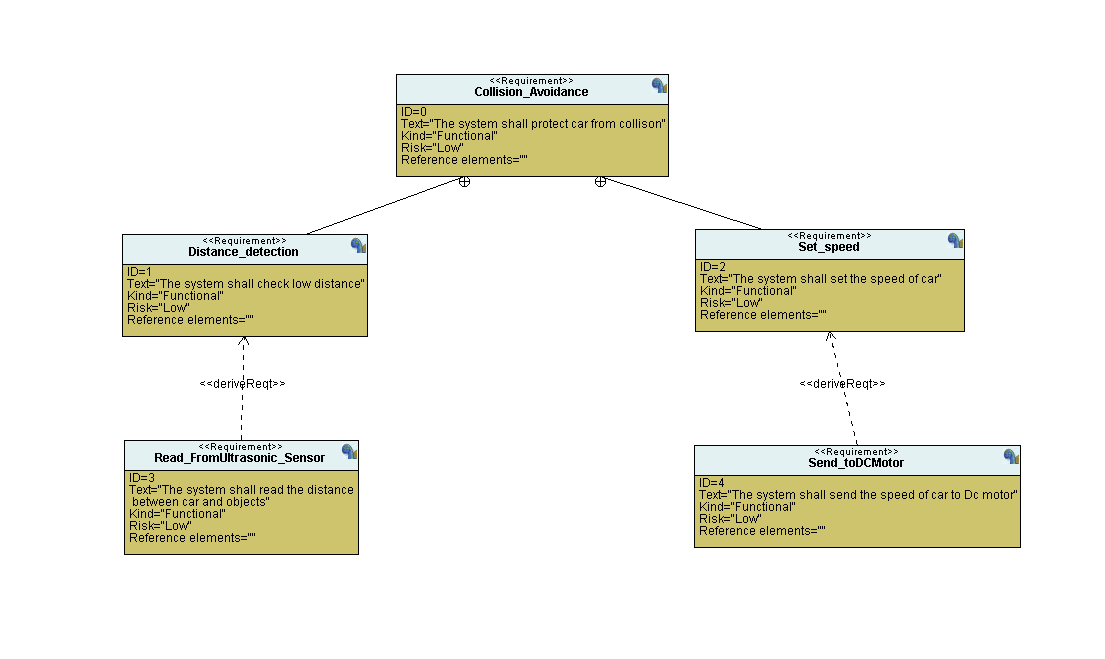 <<Requirement>>
Collision_Avoidance
ID=0
Text="The system shall protect car from collison"
Kind="Functional"
Risk="Low"
Reference elements=""
<<Requirement>>
Distance_detection
ID=1
Text="The system shall check low distance"
Kind="Functional"
Risk="Low"
Reference elements=""
<<Requirement>>
Set_speed
ID=2
Text="The system shall set the speed of car"
Kind="Functional"
Risk="Low"
Reference elements=""
<<deriveReqt>>
<<deriveReqt>>
<<Requirement>>
Read_FromUltrasonic_Sensor
ID=3
Text="The system shall read the distance
between car and objects"
Kind="Functional"
Risk="Low"
Reference elements=""
<<Requirement>>
Send_toDCMotor
ID=4
Text="The system shall send the speed of car to Dc motor"
Kind="Functional"
Risk="Low"
Reference elements=""